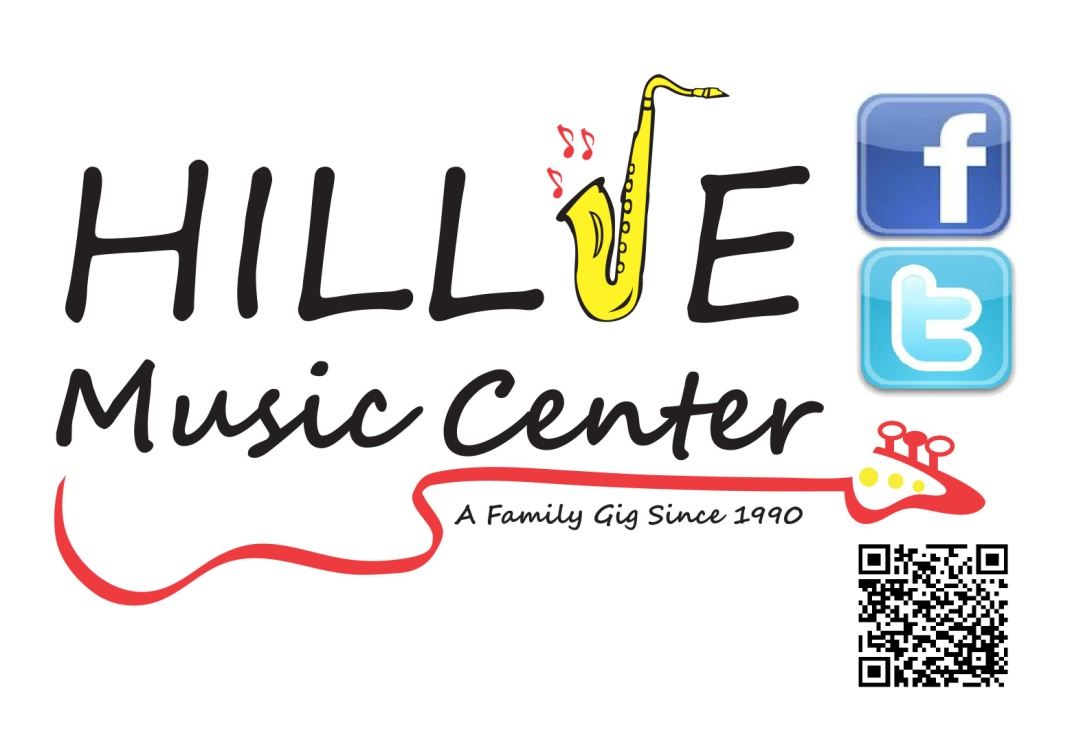 HILLIE
Music Center
A Family Gig Since 1990
f
t